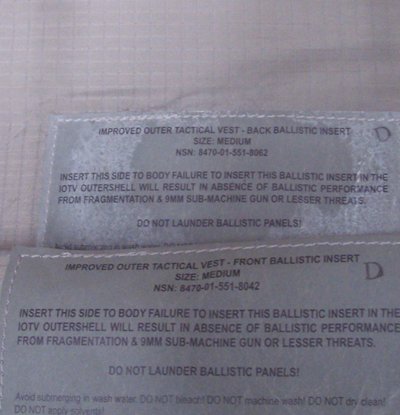 IMPROVED OUTER TACTICAL VEST - BACK BALLISTIC INSERT D
SIZE: MEDIUM
NSN: 8470-01-551-8062
INSERT THIS SIDE TO BODY FAILURE TO INSERT THIS BALLISTIC INSERT IN THE
IOTV OUTERSHELL WILL RESULT IN ABSENCE OF BALLISTIC PERFORMANCE
FROM FRAGMENTATION & 9MM SUB-MACHINE GUN OR LESSER THREATS.
DO NOT LAUNDER BALLISTIC PANELS!
IMPROVED OUTER TACTICAL VEST - FRONT BALLISTIC INSERT D
SIZE: MEDIUM
NSN: 8470-01-551-8042
INSERT THIS SIDE TO BODY FAILURE TO INSERT THIS BALLISTIC INSERT IN THE
IOTV OUTERSHELL WILL RESULT IN ABSENCE OF BALLISTIC PERFORMANCE
FROM FRAGMENTATION & 9MM SUB-MACHINE GUN OR LESSER THREATS.
DO NOT LAUNDER BALLISTIC PANELS!
Avoid submerging in wash water. DO NOT bleach! DO NOT machine wash! DO NOT dry clean!
DO NOT apply solvents!